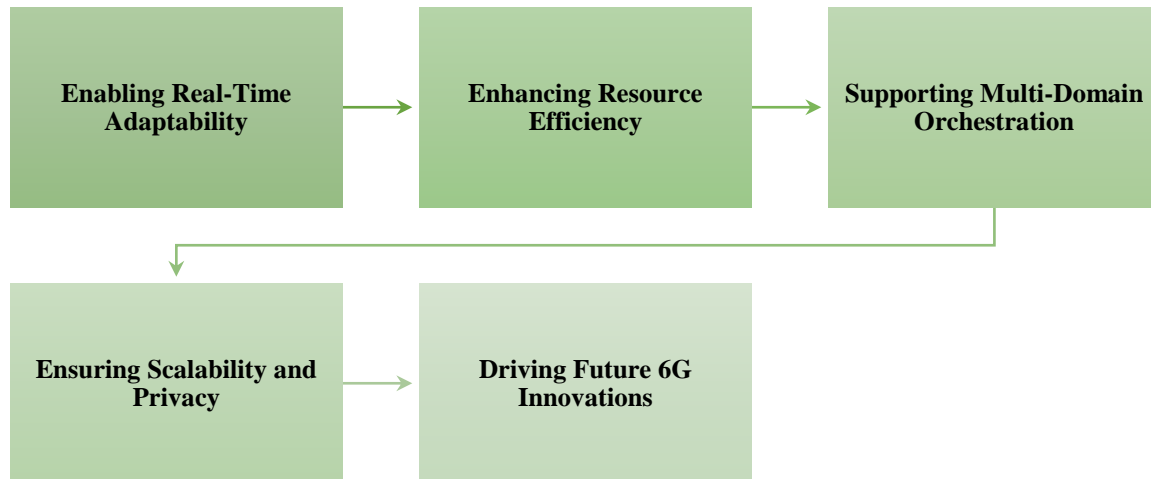 Enabling Real-Time
Adaptability
Enhancing Resource
Efficiency
Supporting Multi-Domain
Orchestration
Ensuring Scalability and
Privacy
Driving Future 6G
Innovations